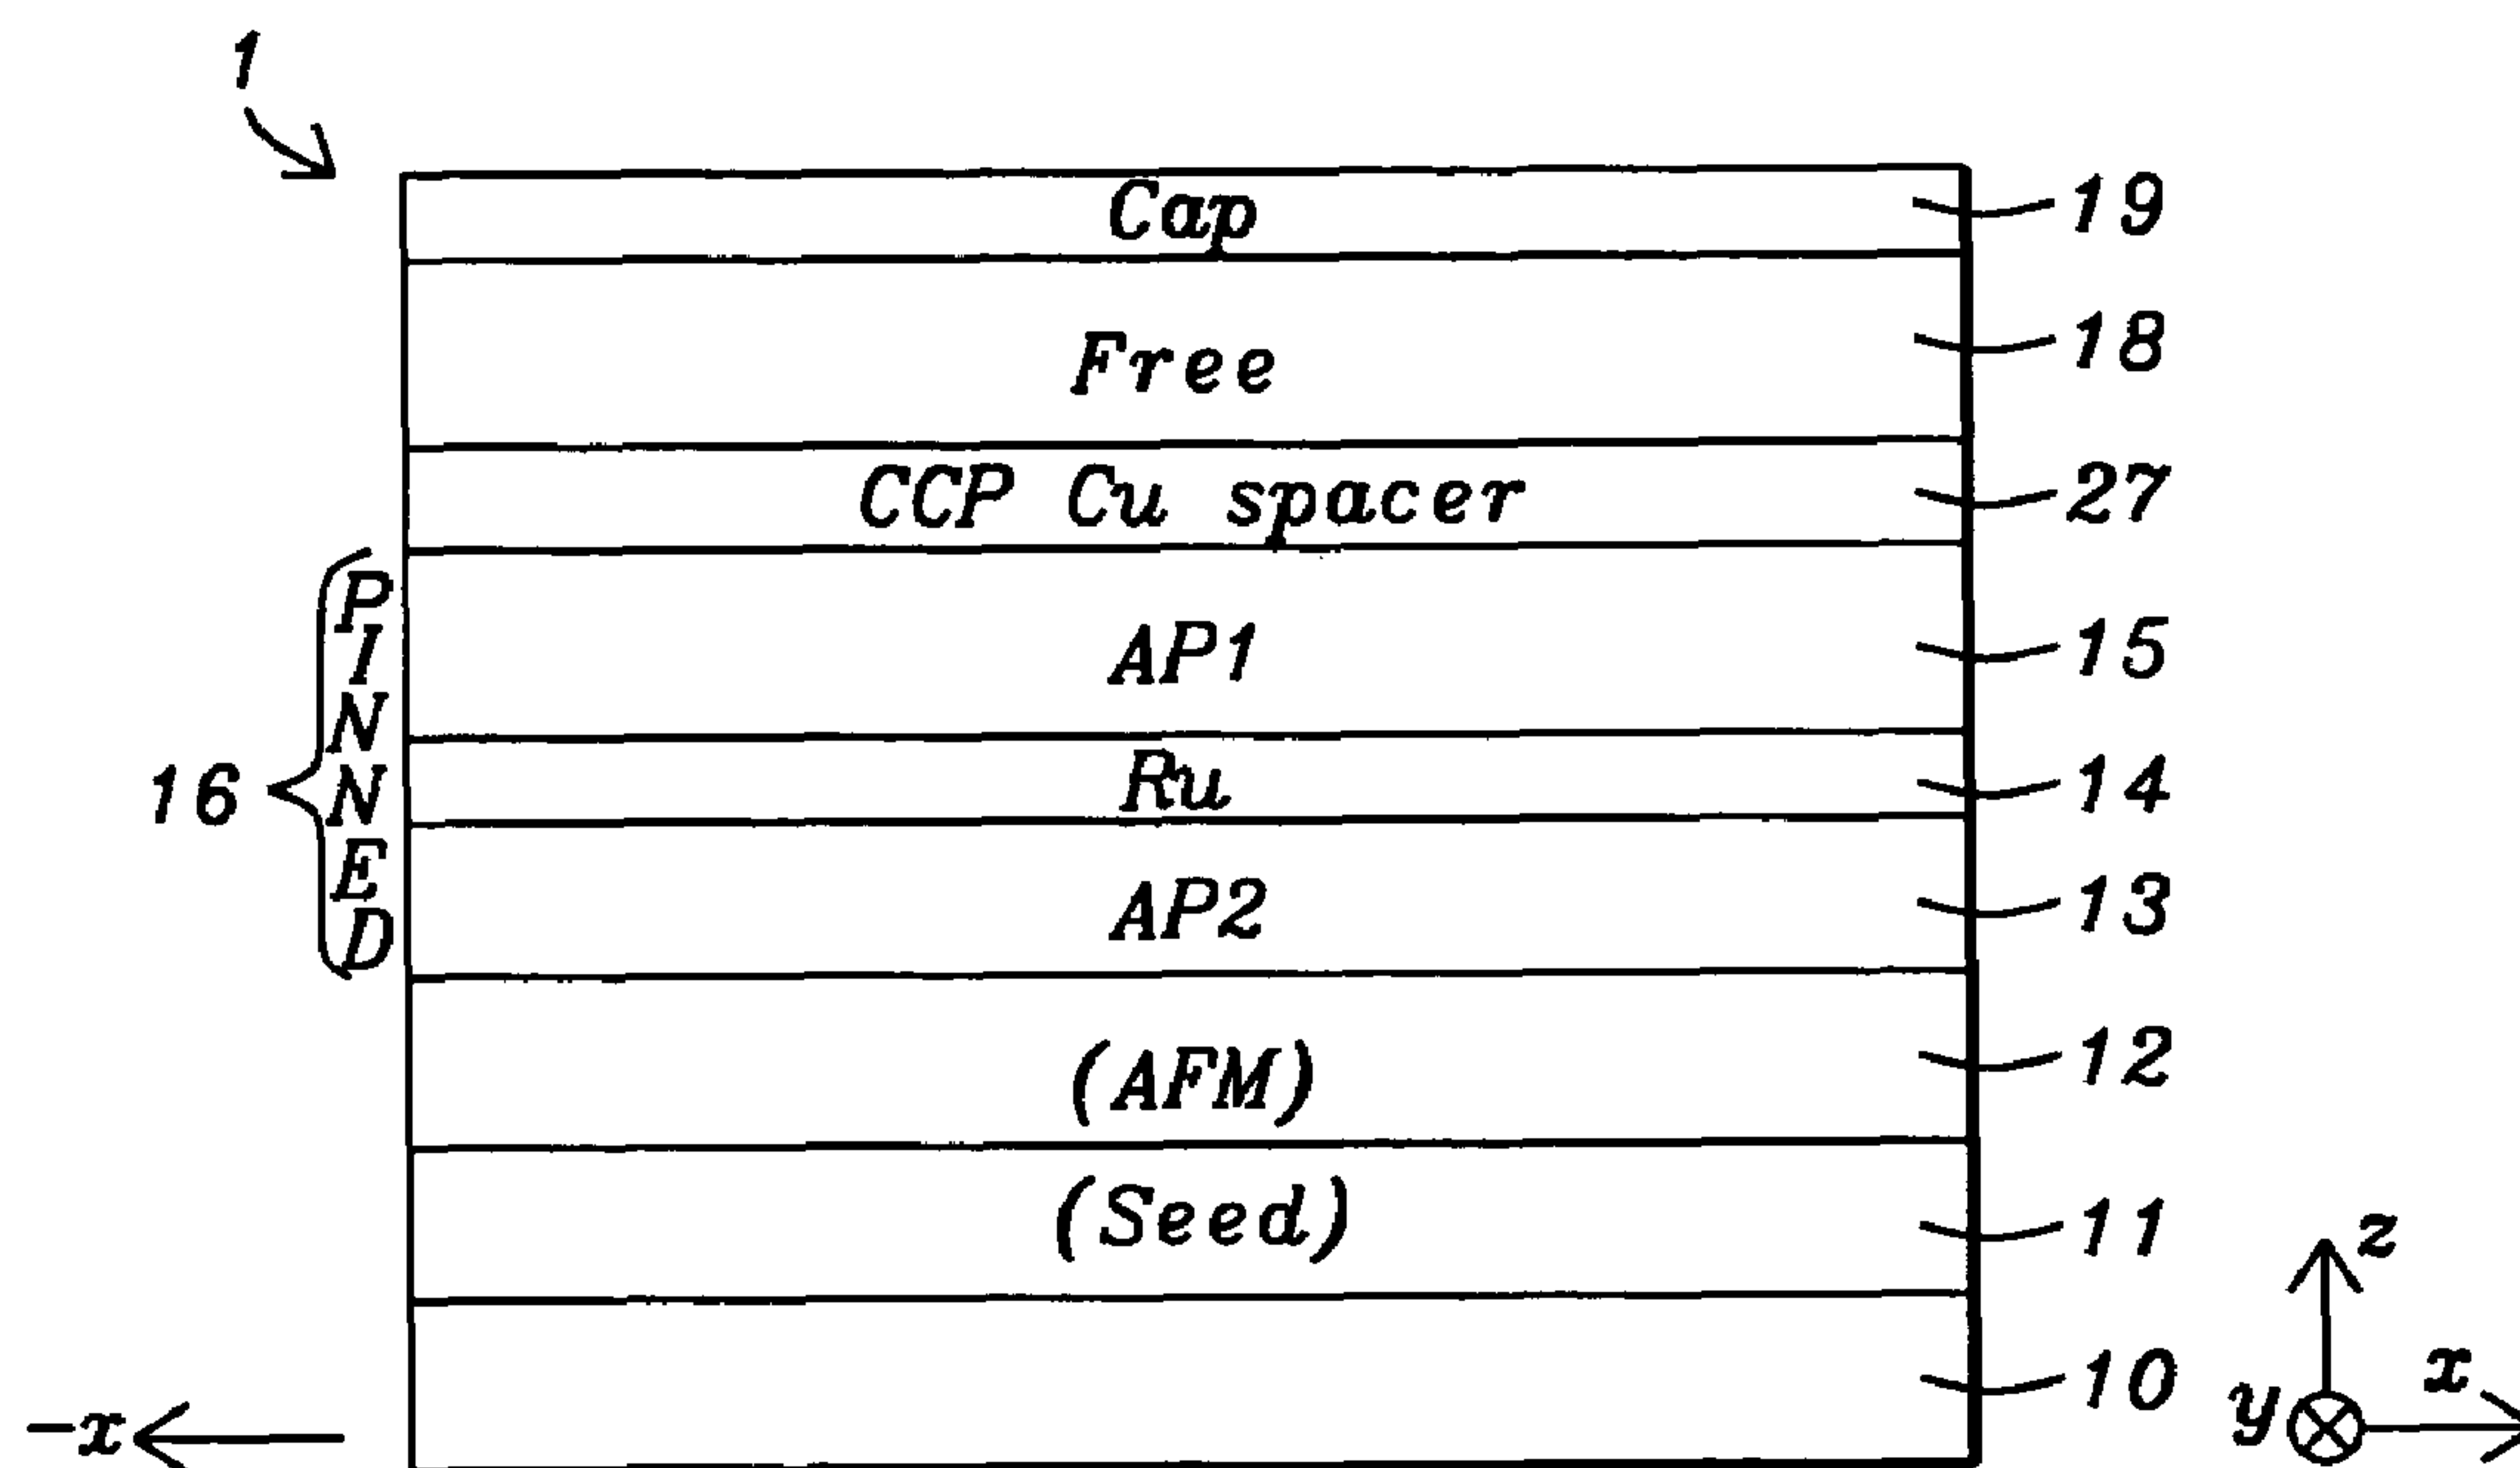 1
Cap 19
Free 18
CCP Cu spacer 27
PINNED
16
AP1 15
Ru 14
AP2 13
(AFM) 12
(Seed) 11
10
z
y
x
-x